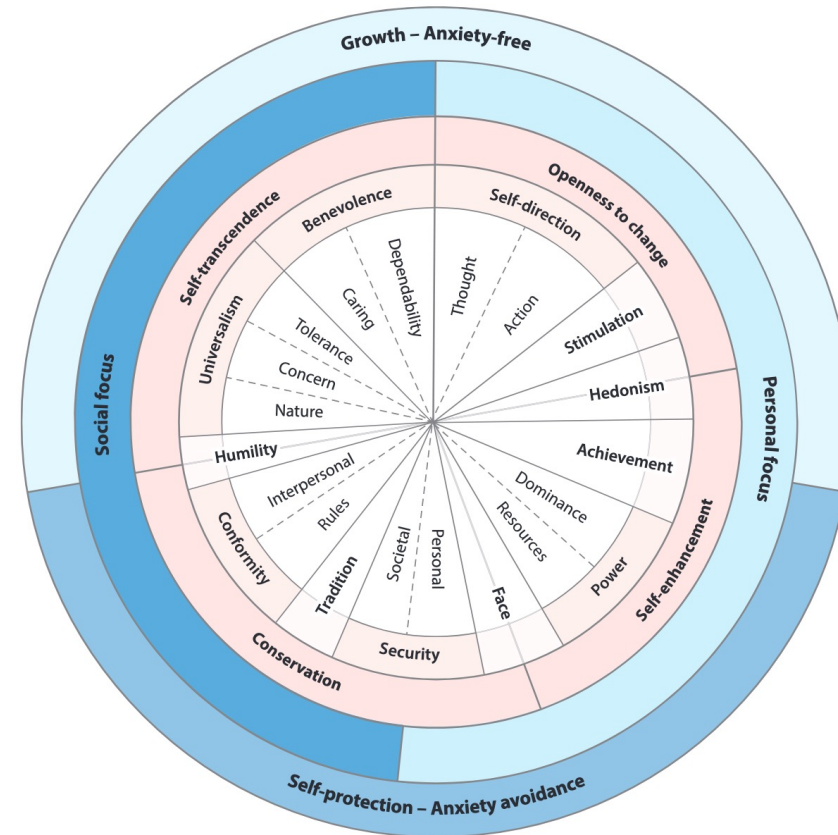 Growth – Anxiety-free
Social focus
Personal focus
Self-protection – Anxiety avoidance
Self-transcendence
Openness to change
Self-enhancement
Conservation
Benevolence
Self-direction
Universalism
Stimulation
Hedonism
Achievement
Power
Face
Security
Tradition
Conformity
Humility
Dependability
Caring
Tolerance
Concern
Nature
Thought
Action
Dominance
Resources
Personal
Societal
Rules
Interpersonal